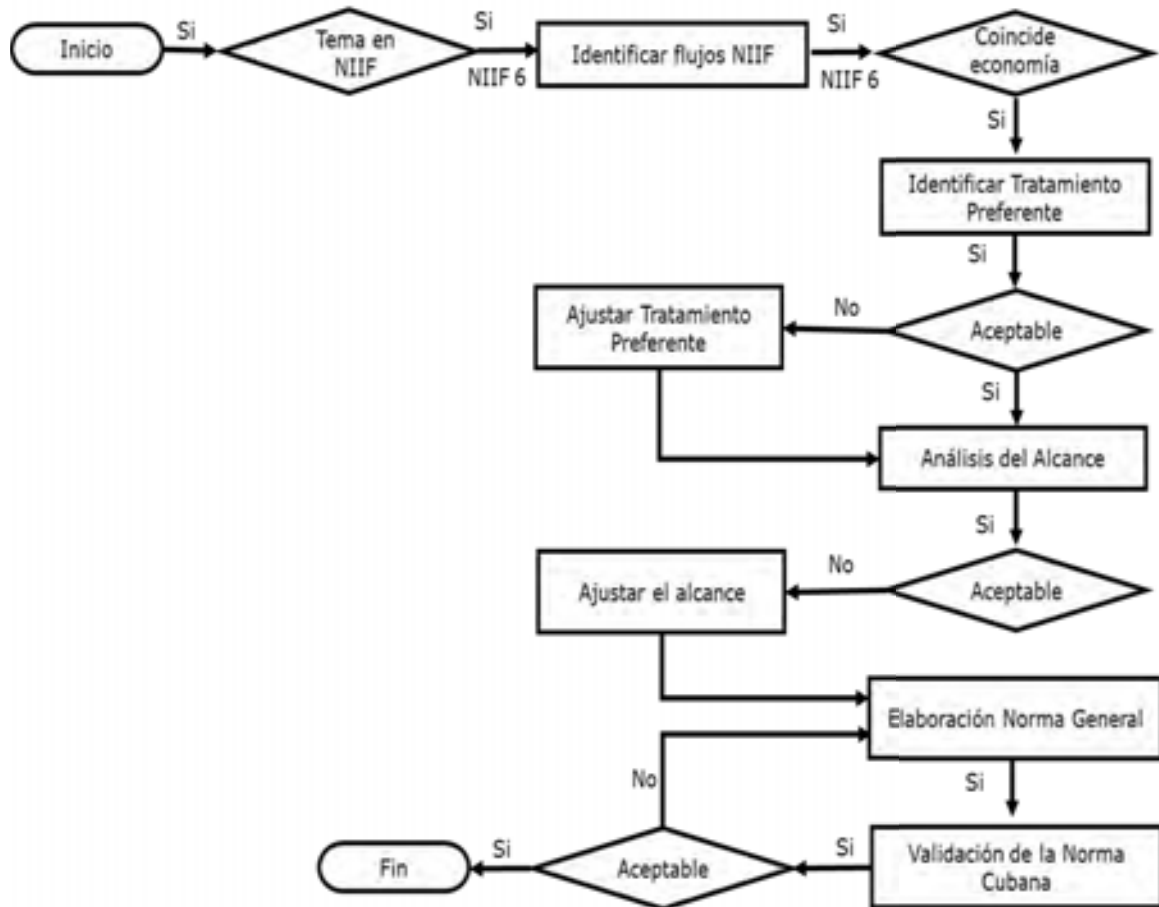 Inicio
Si
Tema en
NIIF
Si
NIIF 6
Identificar flujos NIIF
Si
NIIF 6
Coincide
economía
Si
Identificar Tratamiento
Preferente
Si
Aceptable
No
Ajustar Tratamiento
Preferente
Si
Análisis del Alcance
Si
Aceptable
No
Ajustar el alcance
Elaboración Norma General
Si
Validación de la Norma
Cubana
Si
Aceptable
No
Si
Fin